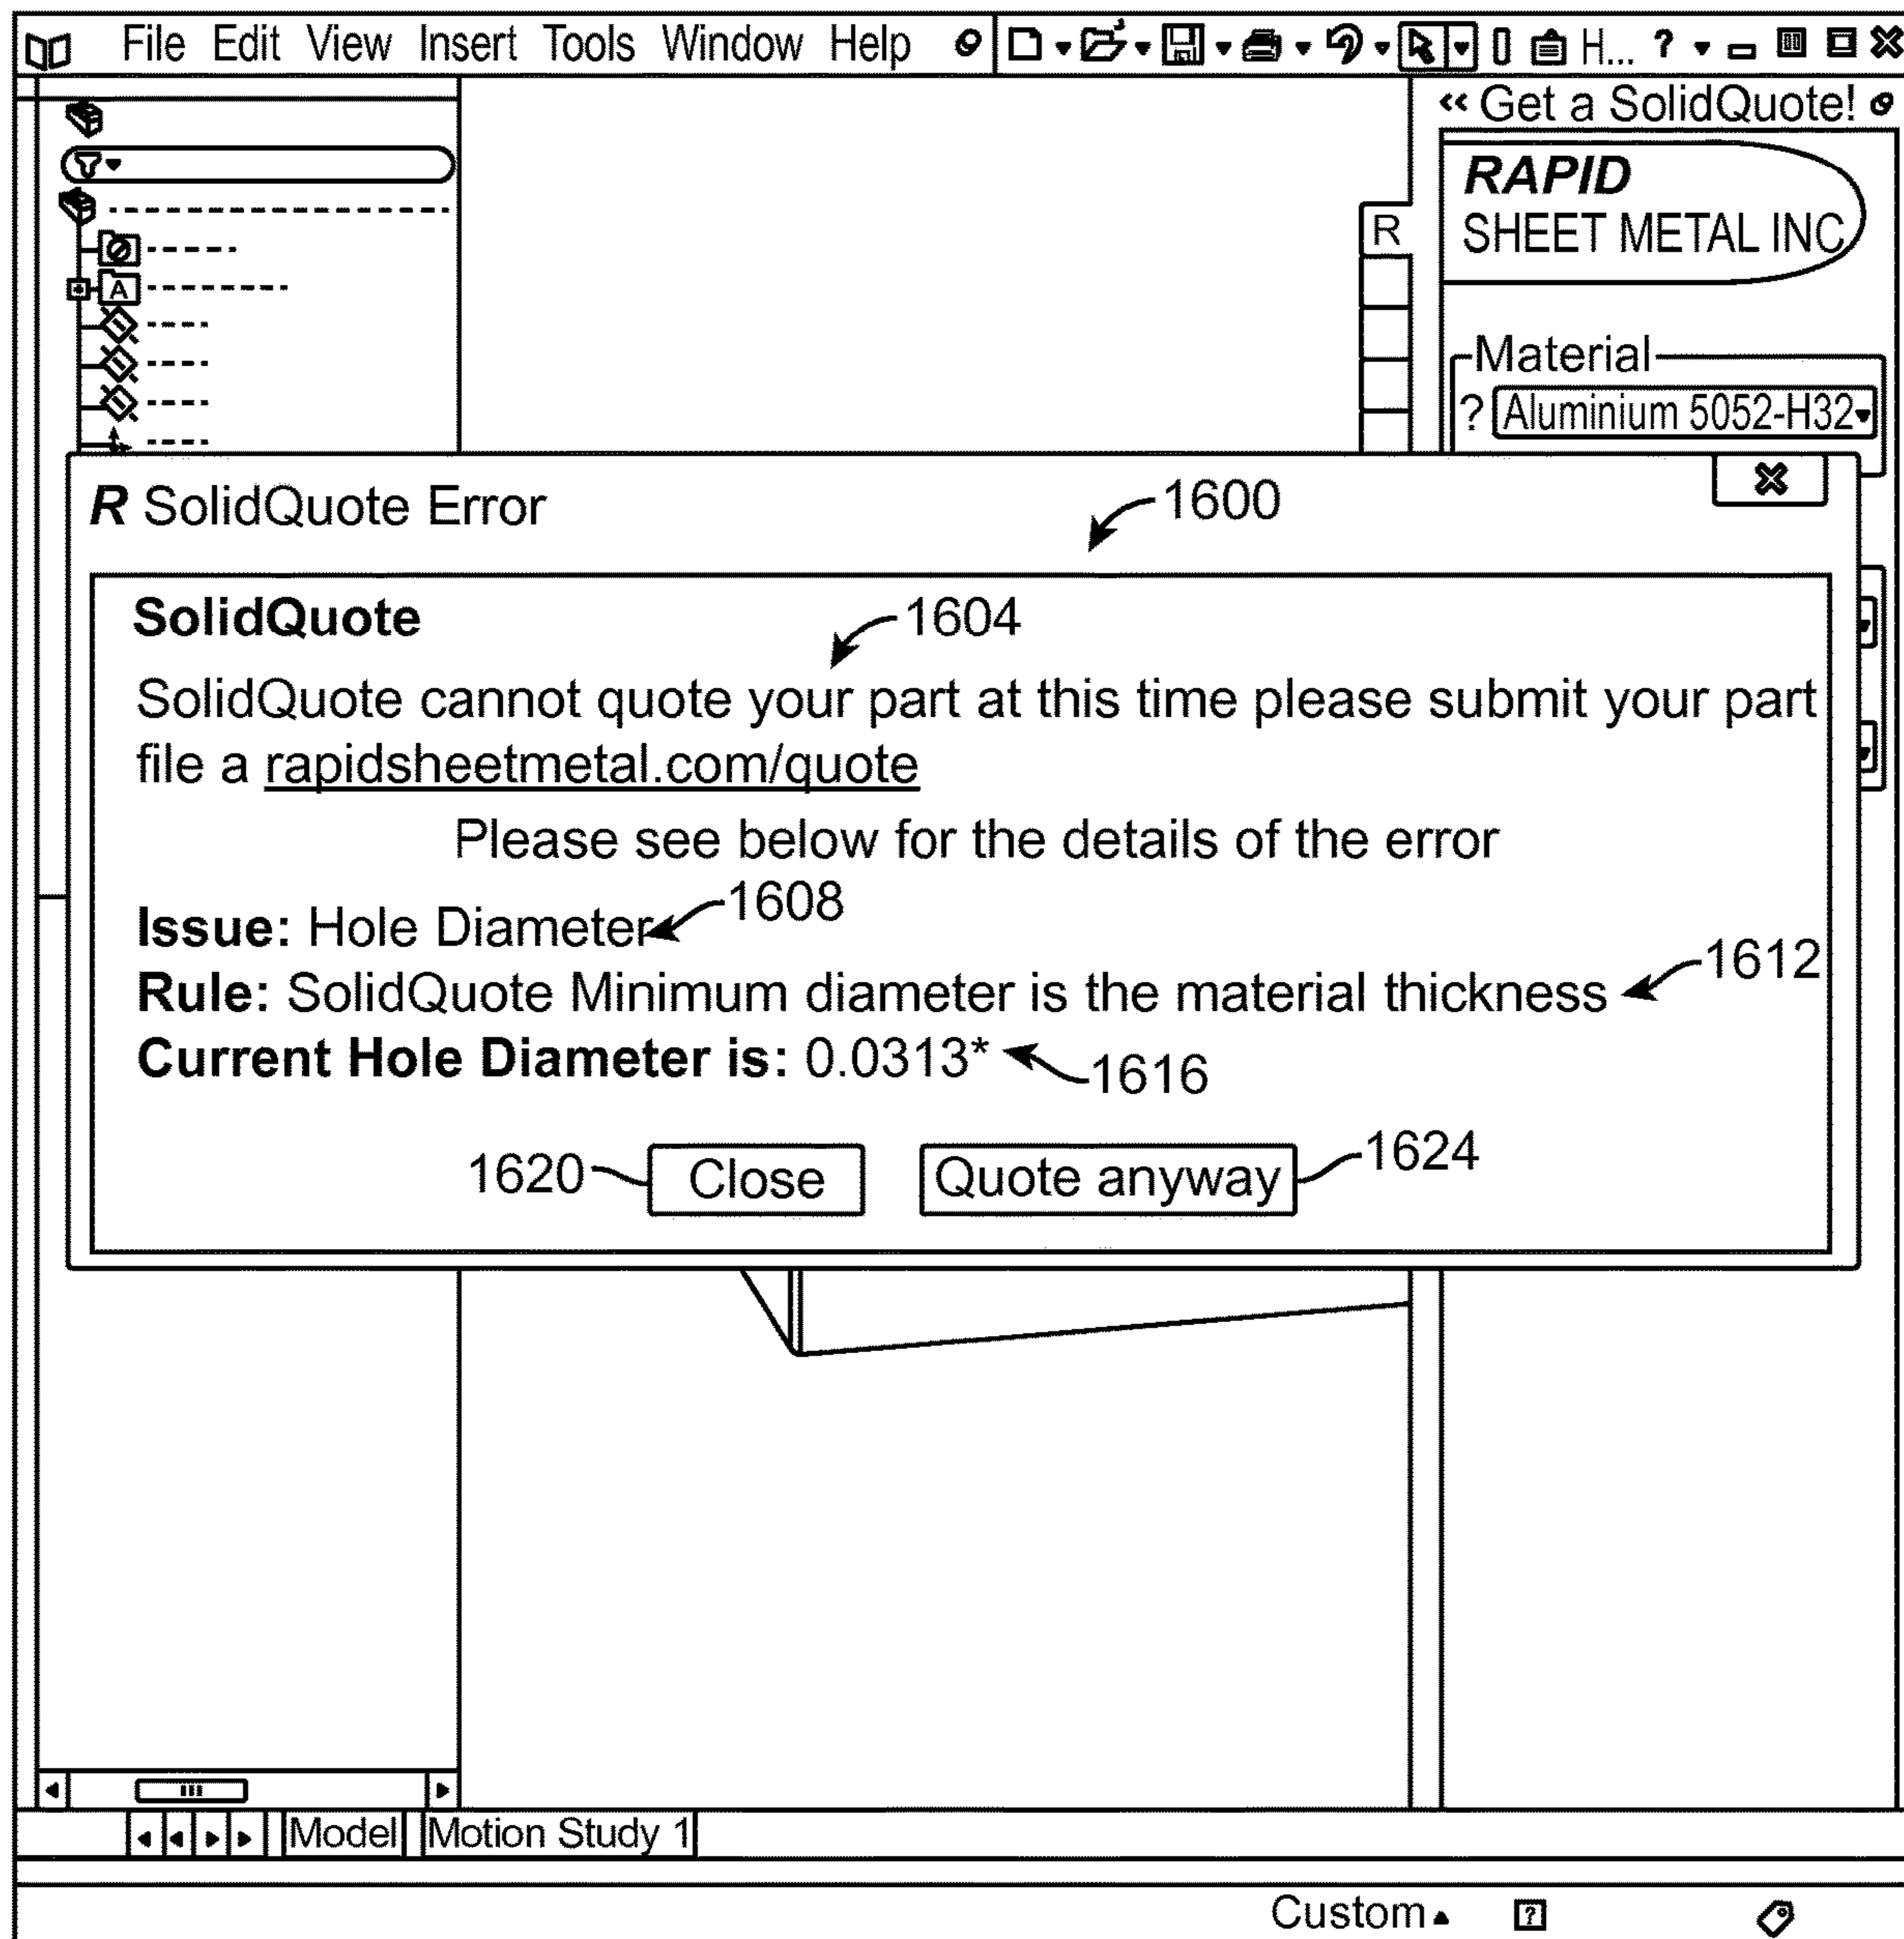 File Edit View Insert Tools Window Help H... ?
<< Get a SolidQuote!
RAPID
SHEET METAL INC
R
A
Material
? Aluminium 5052-H32
R SolidQuote Error
1600
SolidQuote
1604
SolidQuote cannot quote your part at this time please submit your part
file a rapidsheetmetal.com/quote
Please see below for the details of the error
Issue: Hole Diameter
1608
Rule: SolidQuote Minimum diameter is the material thickness
1612
Current Hole Diameter is: 0.0313*
1616
1620 Close Quote anyway 1624
Model Motion Study 1
Custom ?